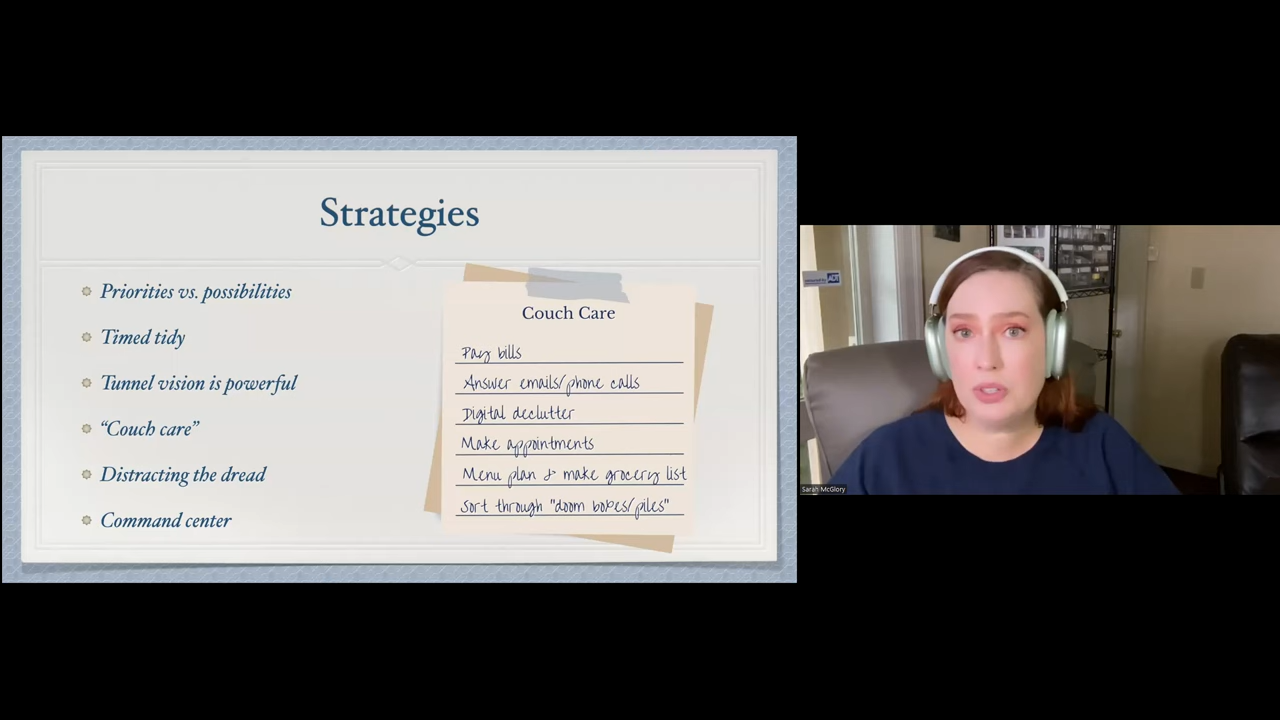 Strategies
Priorities vs. possibilities
Timed tidy
Tunnel vision is powerful
“Couch care”
Distracting the dread
Command center
Couch Care
Pay bills
Answer emails/phone calls
Digital declutter
Make appointments
Menu plan & make grocery list
Sort through "doom boxes/piles"
ADT
Sarah McGlory